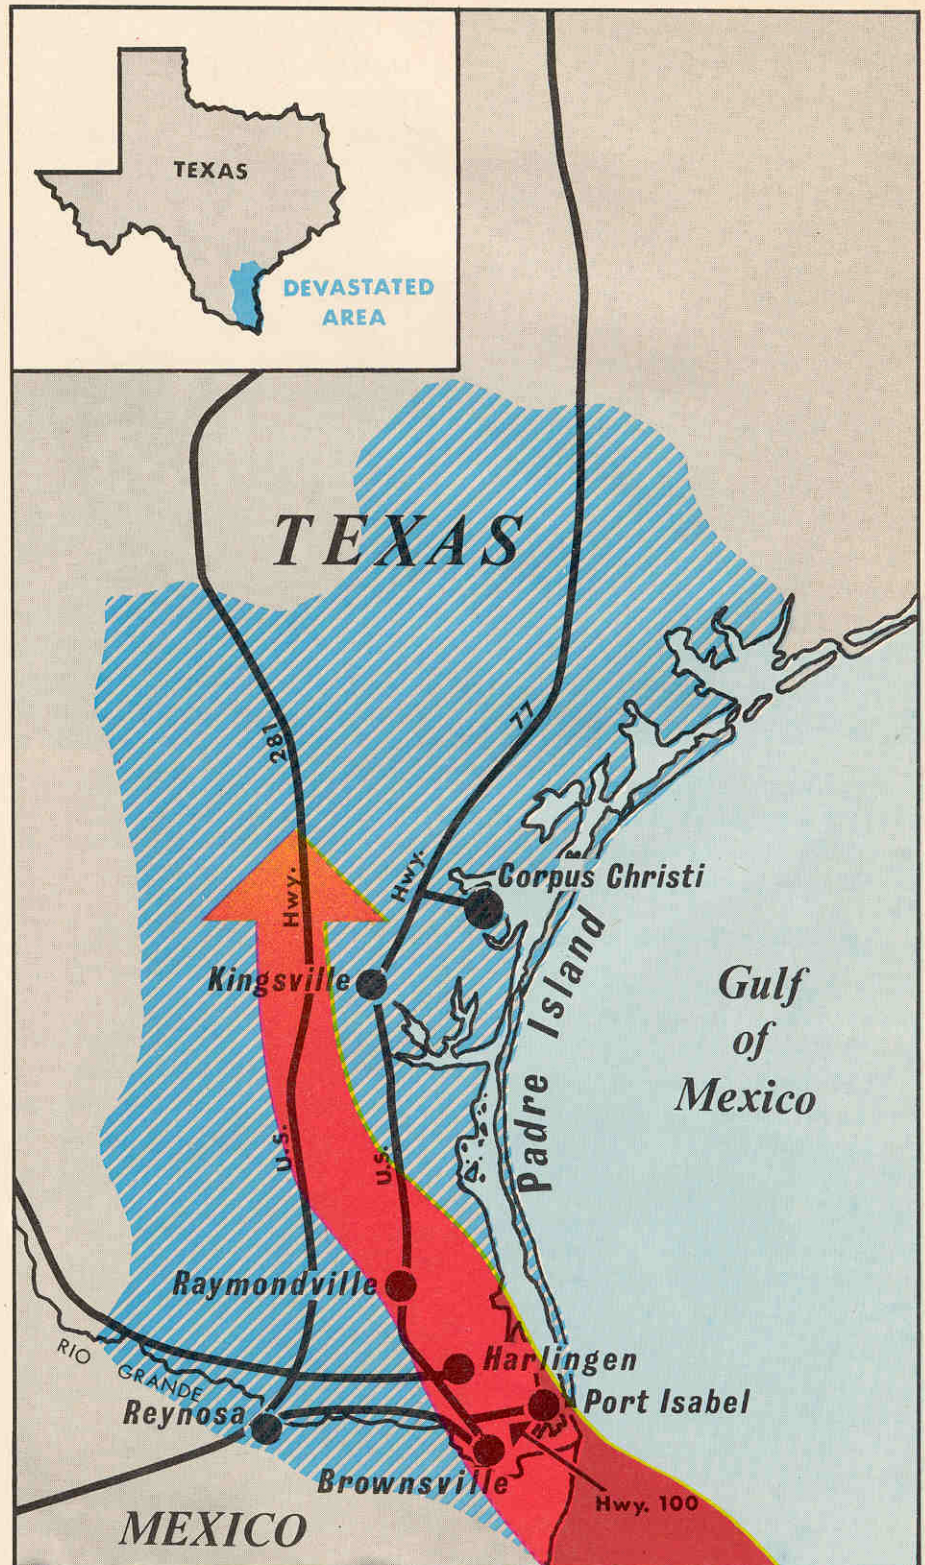 TEXAS
DEVASTATED
AREA
TEXAS
281
77
Hwy.
Hwy.
Corpus Christi
Kingsville
Padre Island
Gulf
of
Mexico
U.S.
U.S.
Raymondville
RIO GRANDE
Harlingen
Port Isabel
Reynosa
Brownsville
Hwy. 100
MEXICO